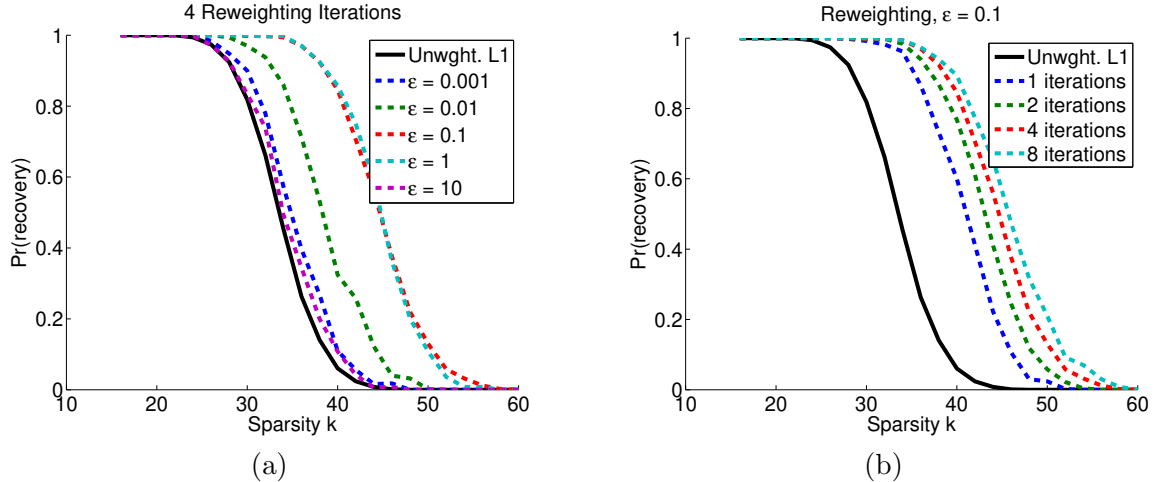 4 Reweighting Iterations
Pr(recovery)
1
0.8
0.6
0.4
0.2
0
10
20
30
40
50
60
Sparsity k
Unwght. L1
ε = 0.001
ε = 0.01
ε = 0.1
ε = 1
ε = 10
(a)
Reweighting, ε = 0.1
Pr(recovery)
1
0.8
0.6
0.4
0.2
0
10
20
30
40
50
60
Sparsity k
Unwght. L1
1 iterations
2 iterations
4 iterations
8 iterations
(b)